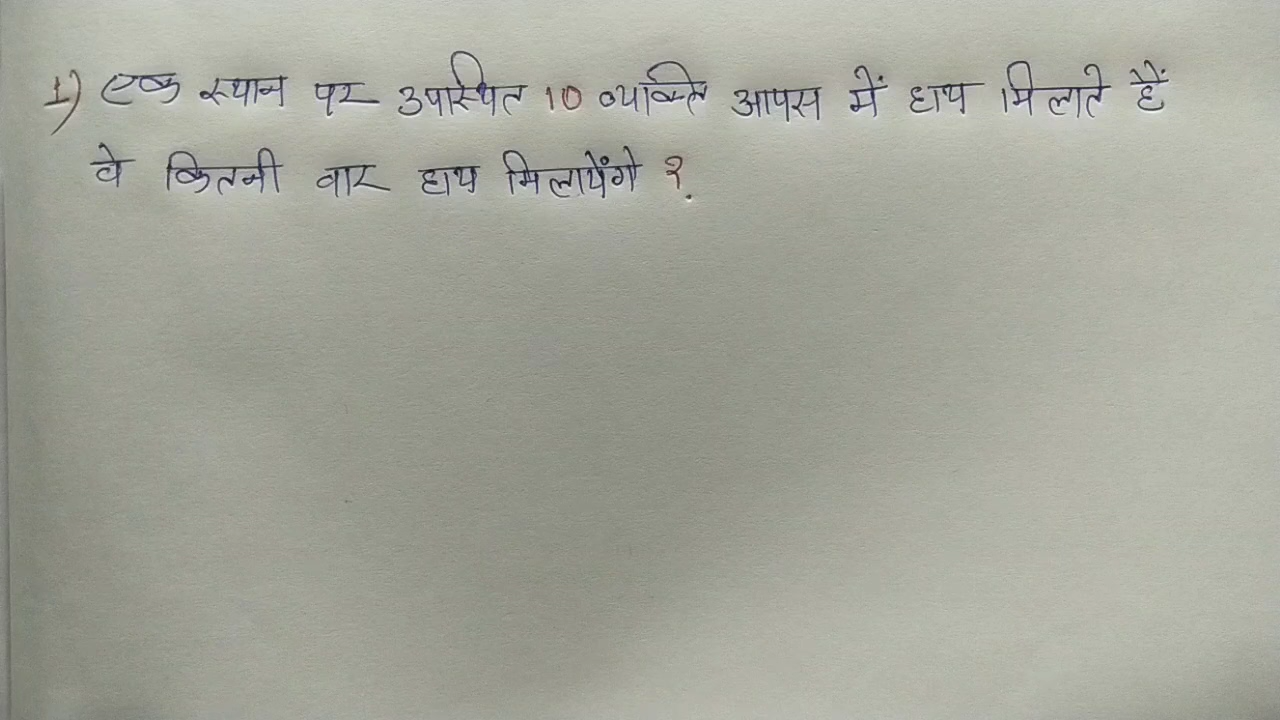 1) एक स्थान पर उपस्थित 10 व्यक्ति आपस में हाथ मिलाते हैं
वे कितनी वार हाथ मिलायेंगे ?